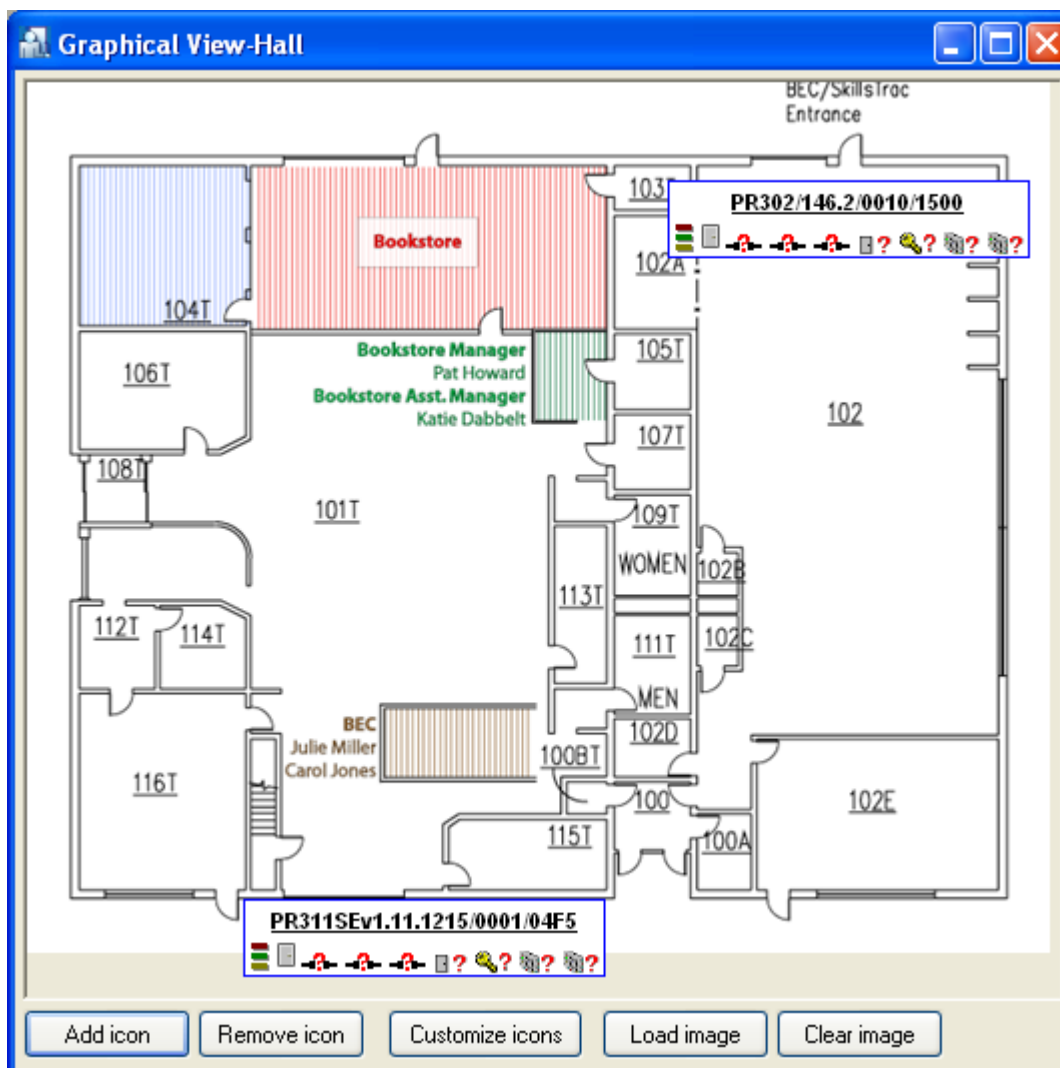 Graphical View-Hall
BEC/SkillsTrac
Entrance
103T
PR302/146.2/0010/1500
Bookstore
102A
104T
Bookstore Manager
Pat Howard
Bookstore Asst. Manager
Katie Dabbelt
105T
106T
102
107T
108T
101T
109T
WOMEN
102B
113T
112T
114T
111T
102C
MEN
BEC
Julie Miller
Carol Jones
102D
100BT
116T
100
102E
115T
100A
PR311SEv1.11.1215/0001/04F5
Add icon
Remove icon
Customize icons
Load image
Clear image